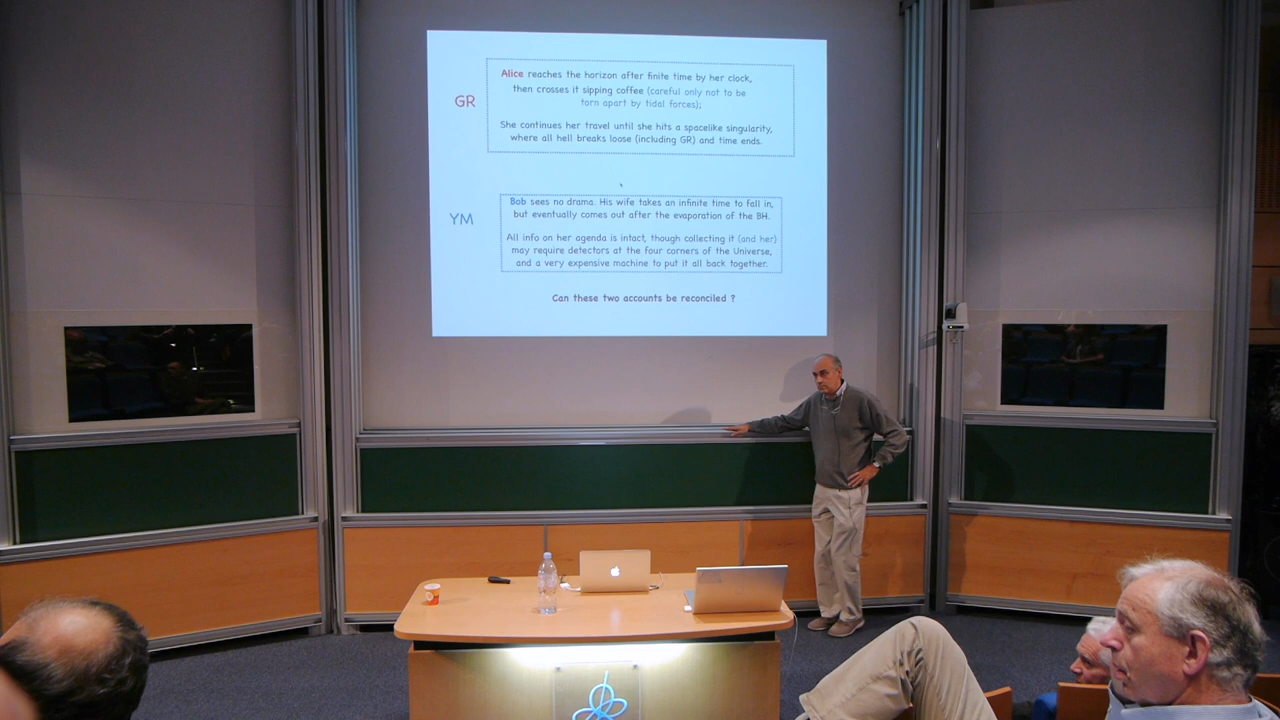 GR
Alice reaches the horizon after finite time by her clock,
then crosses it sipping coffee (careful only not to be
torn apart by tidal forces);
She continues her travel until she hits a spacelike singularity,
where all hell breaks loose (including GR) and time ends.
YM
Bob sees no drama. His wife takes an infinite time to fall in,
but eventually comes out after the evaporation of the BH.
All info on her agenda is intact, though collecting it (and her)
may require detectors at the four corners of the Universe,
and a very expensive machine to put it all back together.
Can these two accounts be reconciled ?